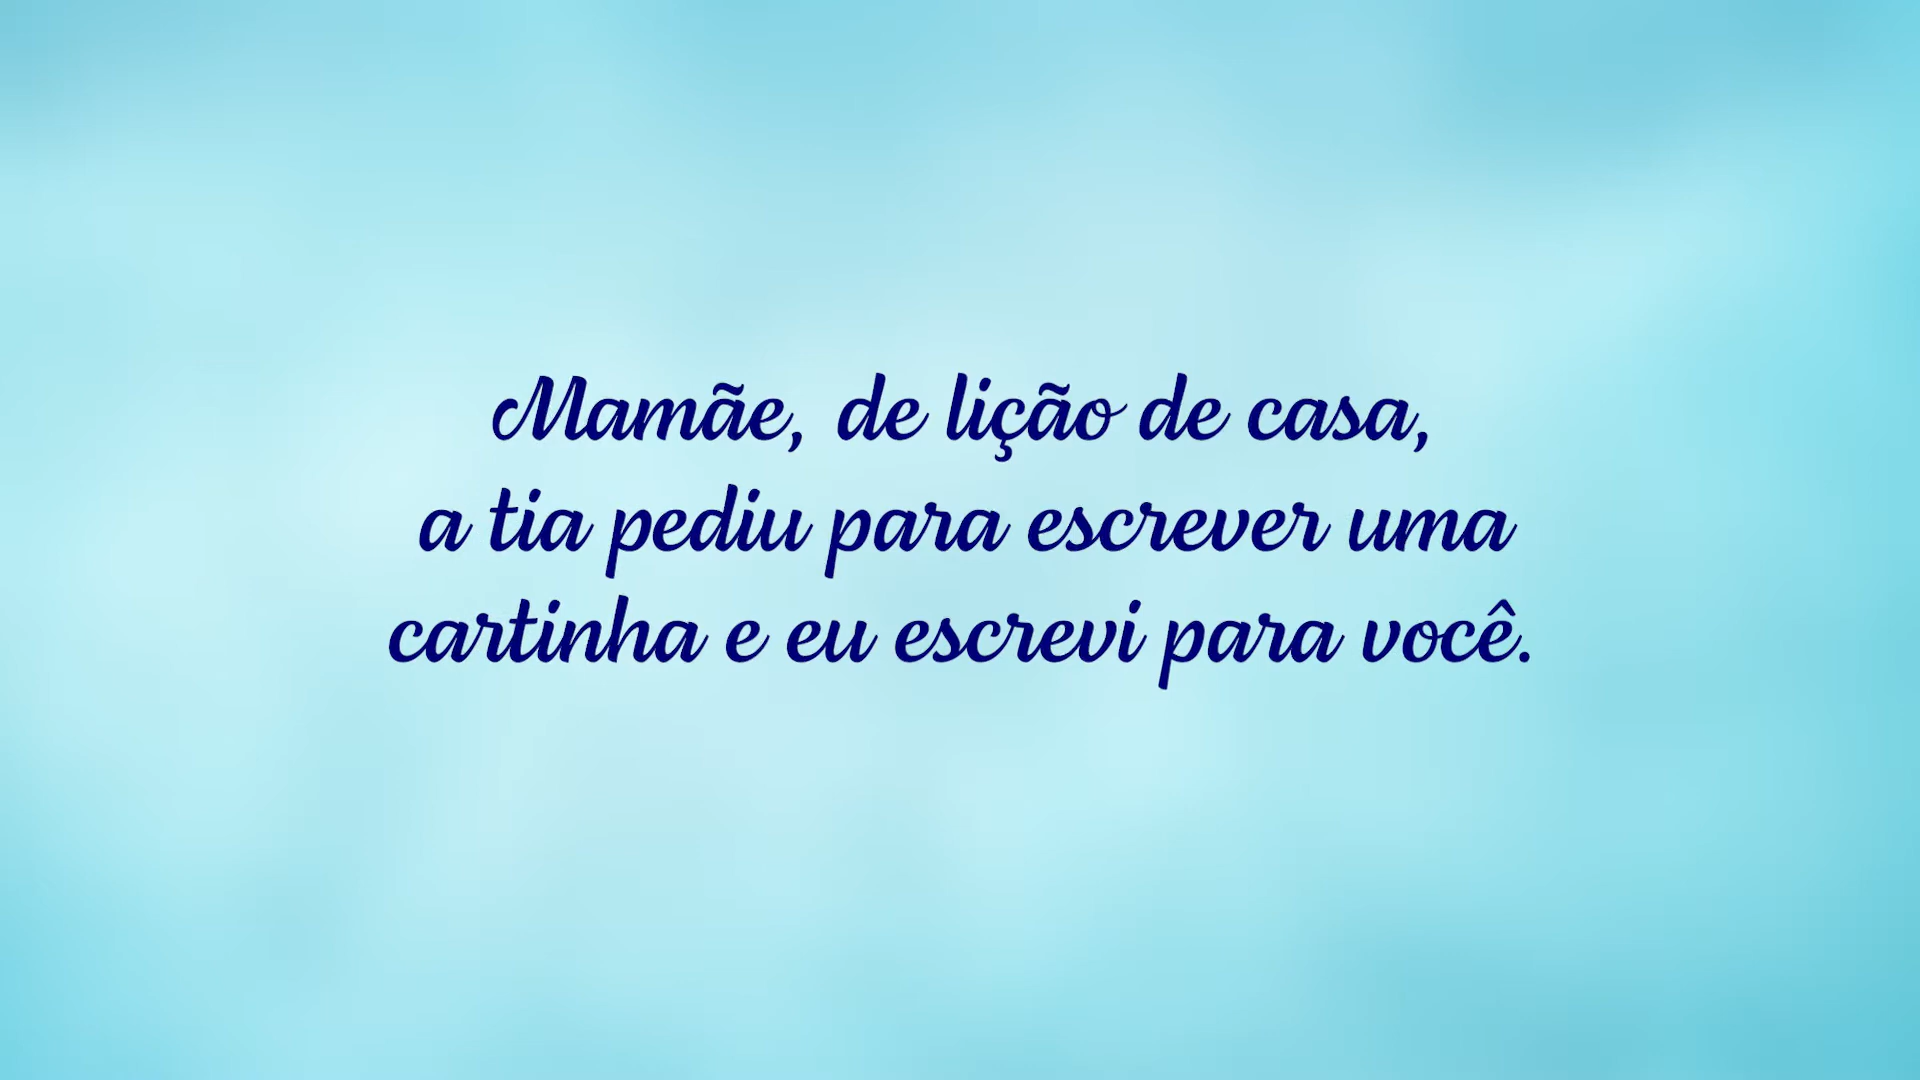 Mamãe, de lição de casa,
a tia pediu para escrever uma
cartinha e eu escrevi para você.